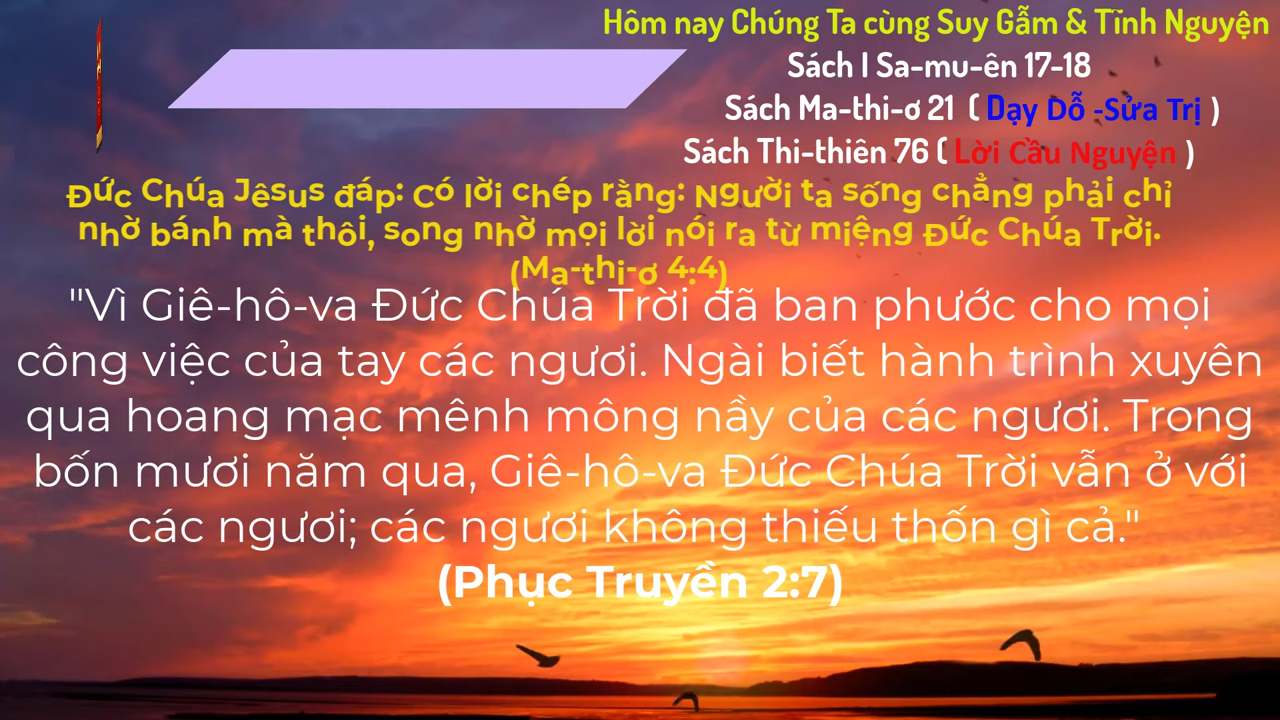 Hôm nay Chúng Ta cùng Suy Gẫm & Tĩnh Nguyện
Sách I Sa-mu-ên 17-18
Sách Ma-thi-ơ 21 ( Dạy Dỗ -Sửa Trị )
Sách Thi-thiên 76 ( Lời Cầu Nguyện )
Đức Chúa Jêsus đáp: Có lời chép rằng: Người ta sống chẳng phải chỉ
nhờ bánh mà thôi, song nhờ mọi lời nói ra từ miệng Đức Chúa Trời.
(Ma-thi-ơ 4:4)
"Vì Giê-hô-va Đức Chúa Trời đã ban phước cho mọi
công việc của tay các ngươi. Ngài biết hành trình xuyên
qua hoang mạc mênh mông nầy của các ngươi. Trong
bốn mươi năm qua, Giê-hô-va Đức Chúa Trời vẫn ở với
các ngươi; các ngươi không thiếu thốn gì cả."
(Phục Truyền 2:7)